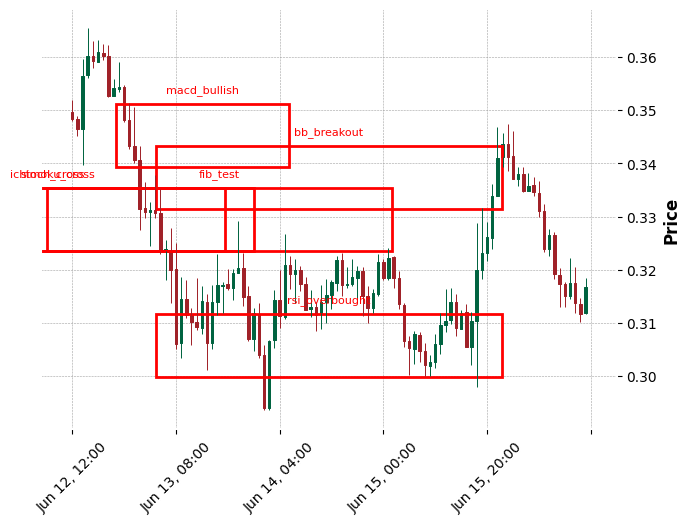 macd_bullish
bb_breakout
fib_test
rsi_overbought
0.36
0.35
0.34
0.33
0.32
0.31
0.30
Price
Jun 12, 12:00
Jun 13, 08:00
Jun 14, 04:00
Jun 15, 00:00
Jun 15, 20:00